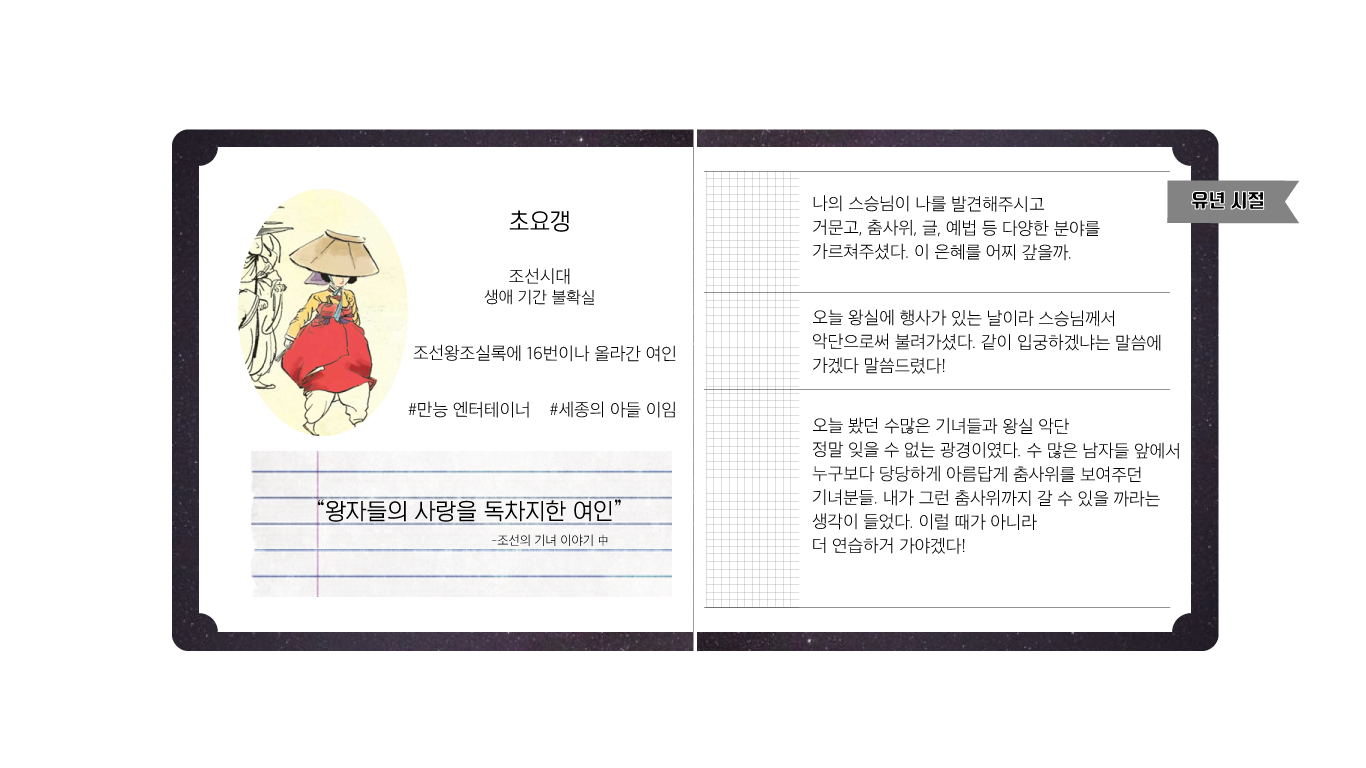 초요갱
조선시대
생애 기간 불확실
조선왕조실록에 16번이나 올라간 여인
#만능 엔터테이너 #세종의 아들 이임
“왕자들의 사랑을 독차지한 여인”
-조선의 기녀 이야기 中
유년 시절
나의 스승님이 나를 발견해주시고
거문고, 춤사위, 글, 예법 등 다양한 분야를
가르쳐주셨다. 이 은혜를 어찌 갚을까.
오늘 왕실에 행사가 있는 날이라 스승님께서
악단으로써 불려가셨다. 같이 입궁하겠냐는 말씀에
가겠다 말씀드렸다!
오늘 봤던 수많은 기녀들과 왕실 악단
정말 잊을 수 없는 광경이였다. 수 많은 남자들 앞에서
누구보다 당당하게 아름답게 춤사위를 보여주던
기녀분들. 내가 그런 춤사위까지 갈 수 있을 까라는
생각이 들었다. 이럴 때가 아니라
더 연습하거 가야겠다!